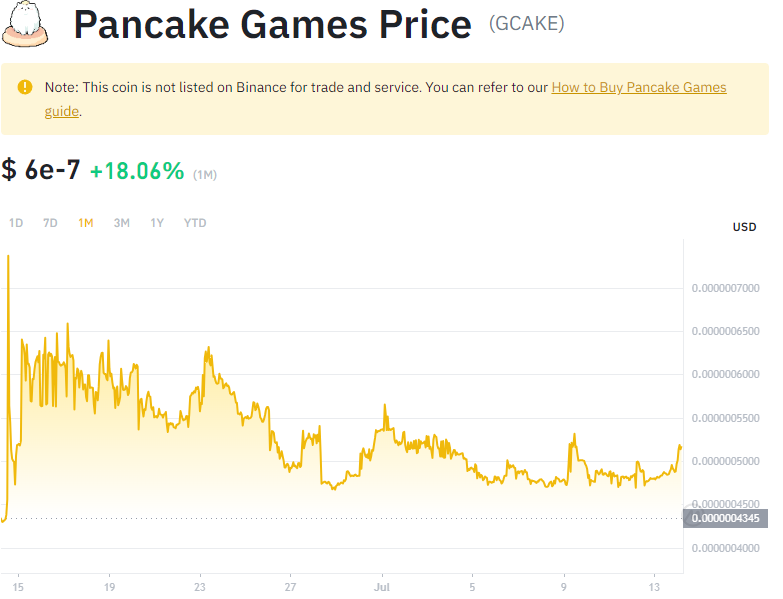 Pancake Games Price (GCAKE)
Note: This coin is not listed on Binance for trade and service. You can refer to our How to Buy Pancake Games
guide.
$ 6e-7 +18.06% (1M)
1D 7D 1M 3M 1Y YTD
USD
0.0000007000
0.0000006500
0.0000006000
0.0000005500
0.0000005000
0.0000004500
0.0000004345
0.0000004000
15 19 23 27 Jul 5 9 13